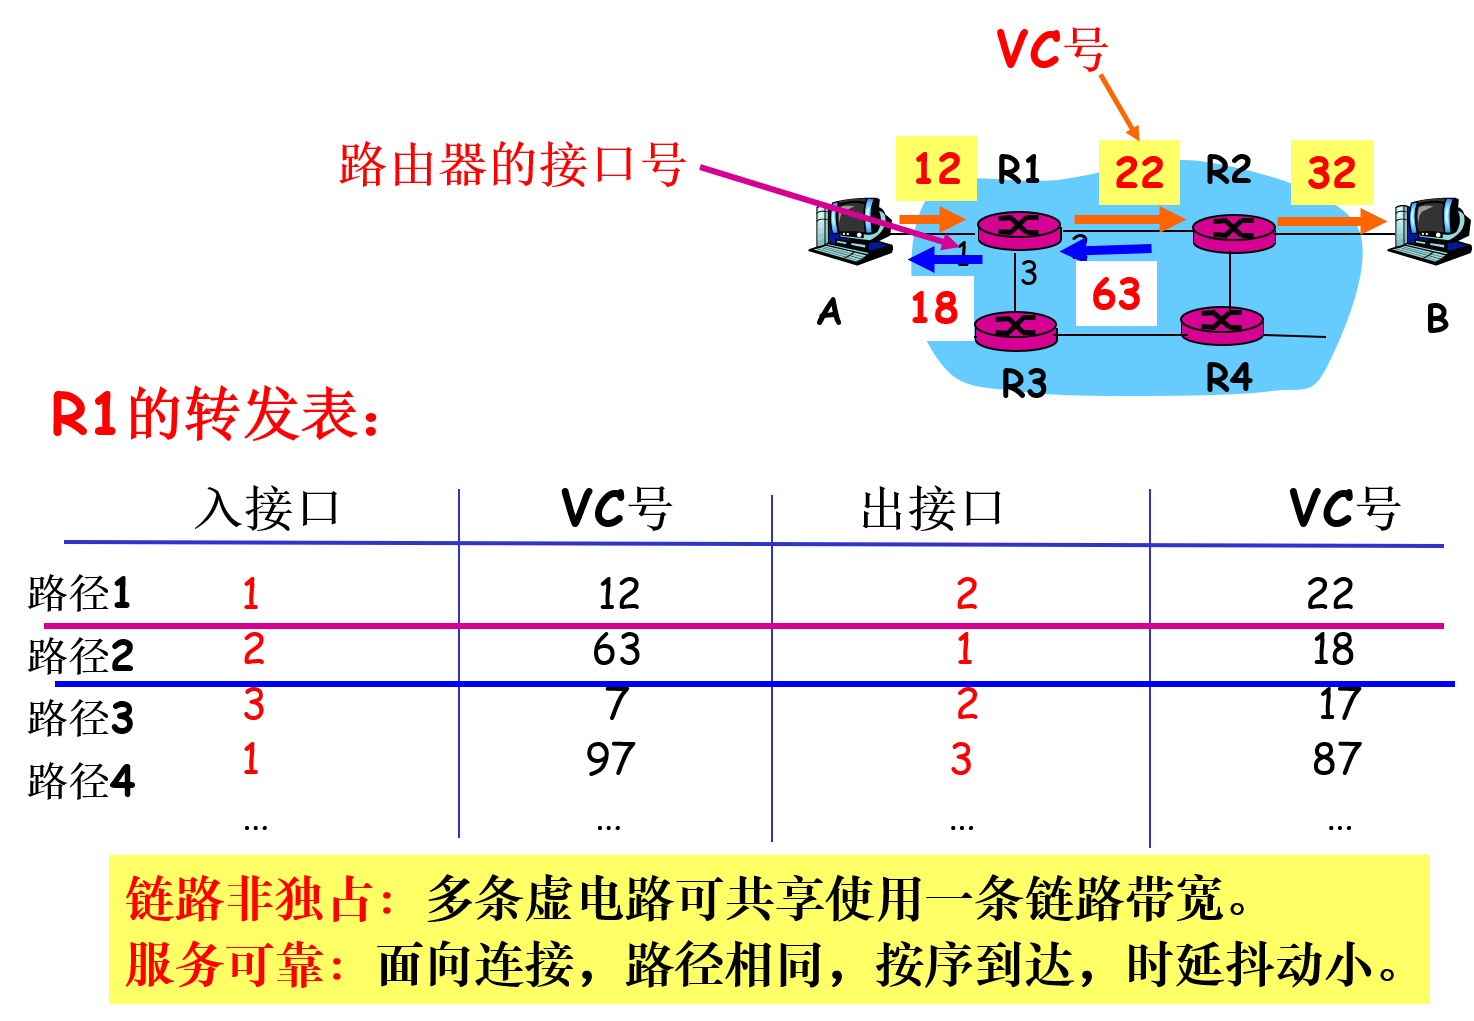 VC号
路由器的接口号
12 R1 22 R2 32
1 2
3
A 18 63 B
R3 R4
R1的转发表：
入接口 VC号 出接口 VC号
路径1 1 12 2 22
路径2 2 63 1 18
路径3 3 7 2 17
路径4 1 97 3 87
… … … …
链路非独占：多条虚电路可共享使用一条链路带宽。
服务可靠：面向连接，路径相同，按序到达，时延抖动小。